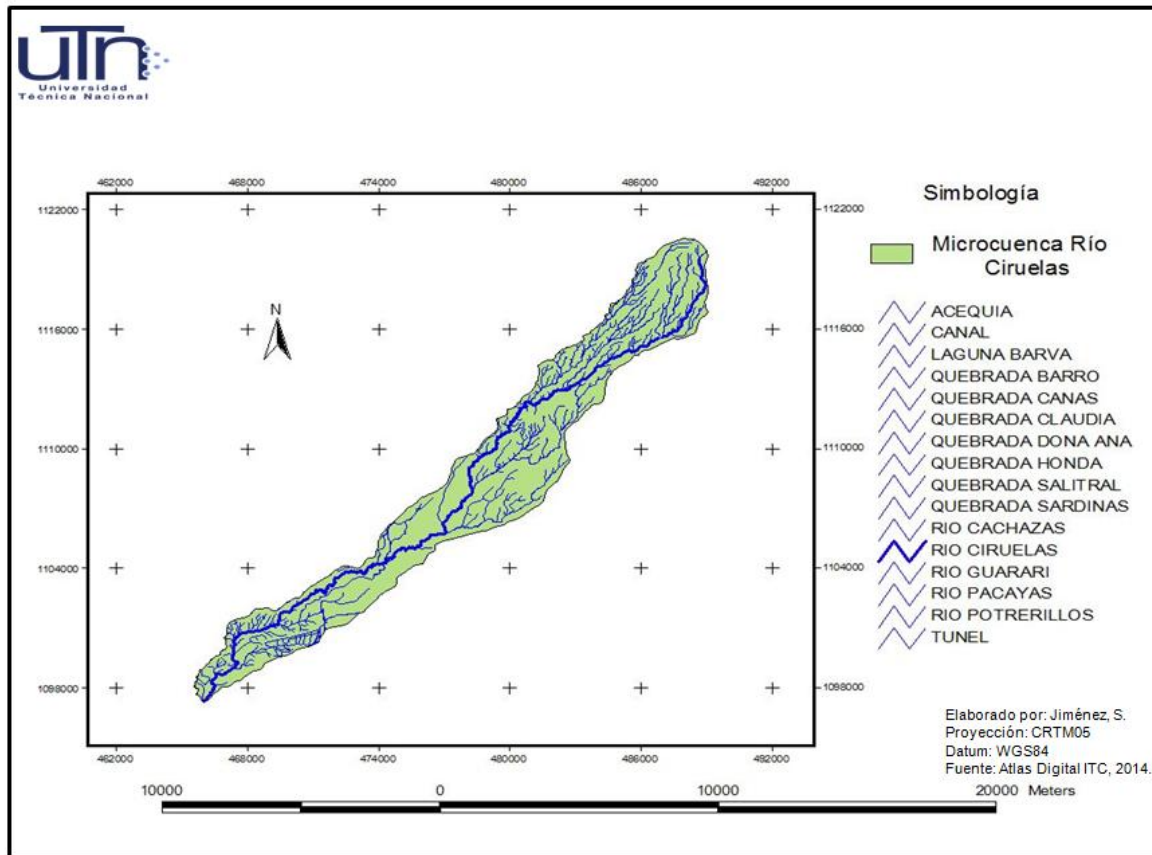 uTn
Universidad
Técnica Nacional
462000 468000 474000 480000 486000 492000
1122000 1122000
1116000 1116000
1110000 1110000
1104000 1104000
1098000 1098000
462000 468000 474000 480000 486000 492000
N
Simbología
Microcuenca Río
Ciruelas
ACEQUIA
CANAL
LAGUNA BARVA
QUEBRADA BARRO
QUEBRADA CANAS
QUEBRADA CLAUDIA
QUEBRADA DONA ANA
QUEBRADA HONDA
QUEBRADA SALITRAL
QUEBRADA SARDINAS
RIO CACHAZAS
RIO CIRUELAS
RIO GUARARI
RIO PACAYAS
RIO POTRERILLOS
TUNEL
Elaborado por: Jiménez, S.
Proyección: CRTM05
Datum: WGS84
Fuente: Atlas Digital ITC, 2014.
10000 0 10000 20000 Meters